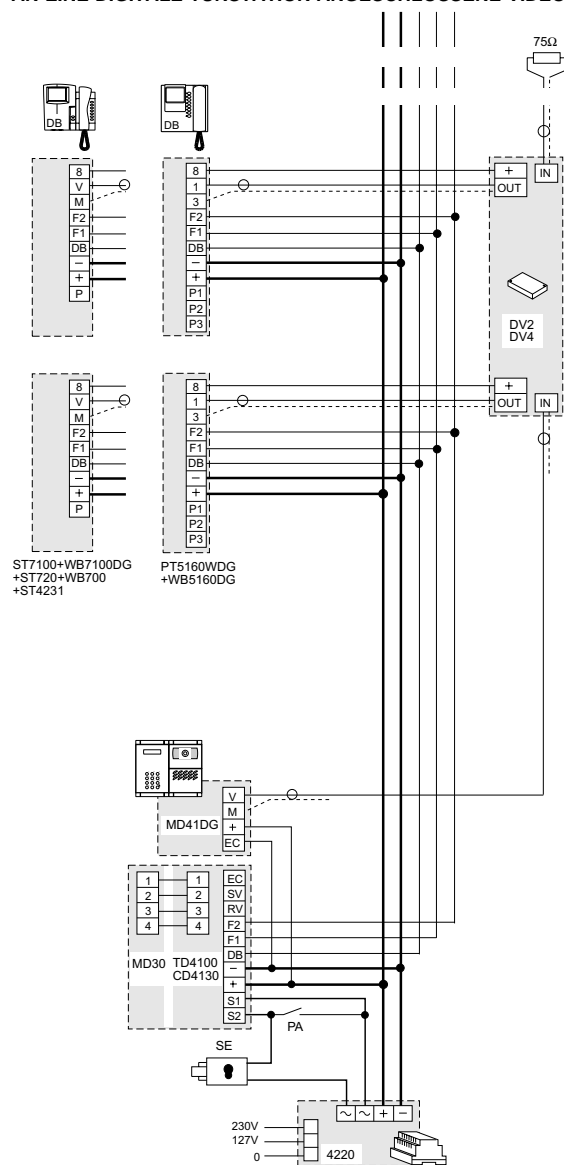 75Ω
DB
DB
8
V
M
F2
F1
DB
–
+
P
8
1
3
F2
F1
DB
–
+
P1
P2
P3
+
IN
OUT
DV2
DV4
+
OUT
IN
8
V
M
F2
F1
DB
–
+
P
8
1
3
F2
F1
DB
–
+
P1
P2
P3
ST7100+WB7100DG
+ST720+WB700
+ST4231
PT5160WDG
+WB5160DG
MD41DG
V
M
+
EC
1 1
2 2
3 3
4 4
EC
SV
RV
F2
F1
DB
–
+
S1
S2
MD30
TD4100
CD4130
PA
SE
~ ~ + –
230V
127V
0
4220